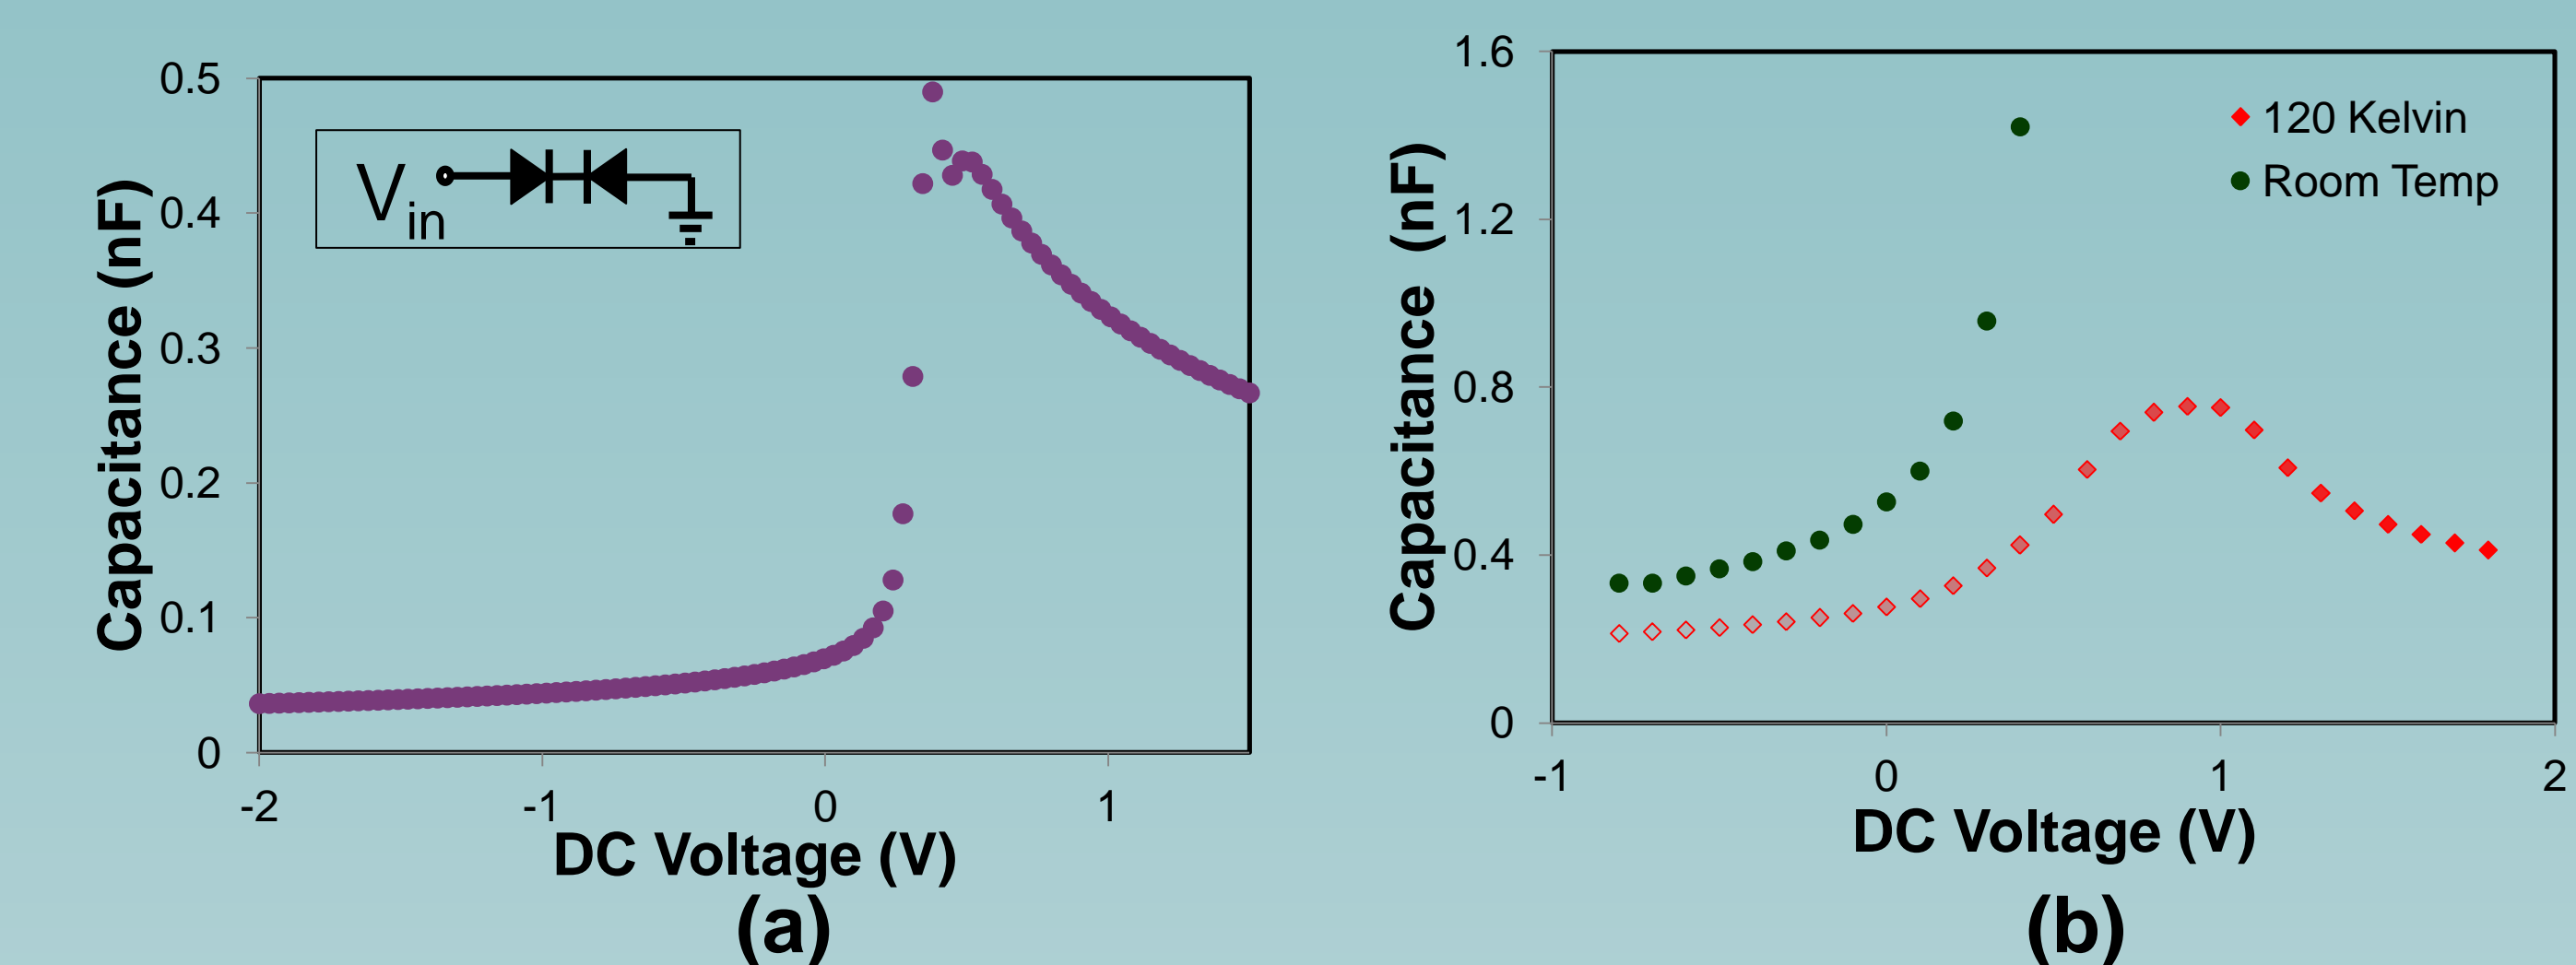 Capacitance (nF)
0.5
0.4
0.3
0.2
0.1
0
Vin
-2 -1 0 1
DC Voltage (V)
(a)
Capacitance (nF)
1.6
1.2
0.8
0.4
0
120 Kelvin
Room Temp
-1 0 1 2
DC Voltage (V)
(b)